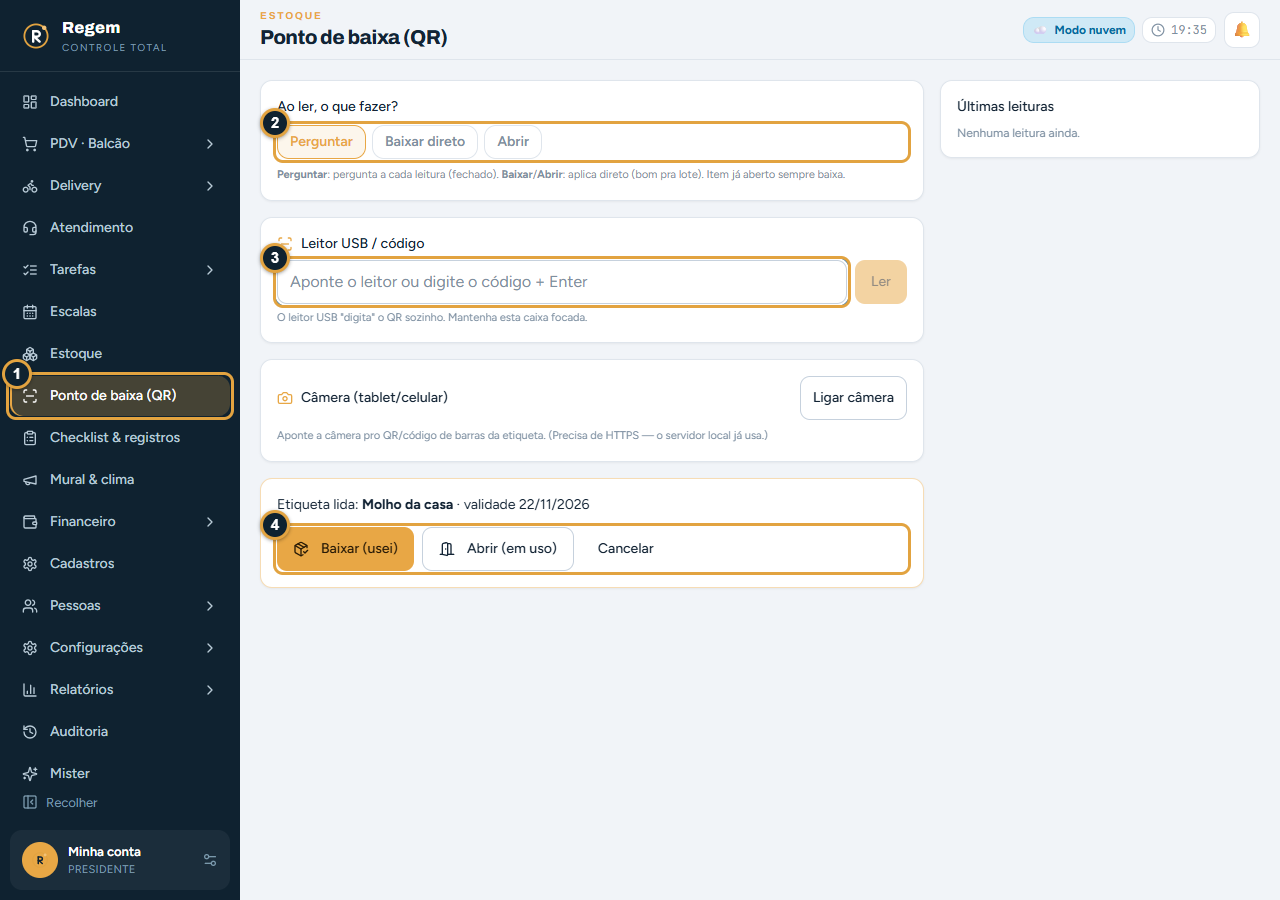 Regem
CONTROLE TOTAL
Dashboard
PDV · Balcão
Delivery
Atendimento
Tarefas
Escalas
Estoque
1
Ponto de baixa (QR)
Checklist & registros
Mural & clima
Financeiro
Cadastros
Pessoas
Configurações
Relatórios
Auditoria
Mister
Recolher
R
Minha conta
PRESIDENTE
ESTOQUE
Ponto de baixa (QR)
Modo nuvem
19:35
Ao ler, o que fazer?
2
Perguntar Baixar direto Abrir
Perguntar: pergunta a cada leitura (fechado). Baixar/Abrir: aplica direto (bom pra lote). Item já aberto sempre baixa.
Leitor USB / código
3
Aponte o leitor ou digite o código + Enter Ler
O leitor USB "digita" o QR sozinho. Mantenha esta caixa focada.
Câmera (tablet/celular) Ligar câmera
Aponte a câmera pro QR/código de barras da etiqueta. (Precisa de HTTPS — o servidor local já usa.)
Etiqueta lida: Molho da casa · validade 22/11/2026
4
Baixar (usei) Abrir (em uso) Cancelar
Últimas leituras
Nenhuma leitura ainda.